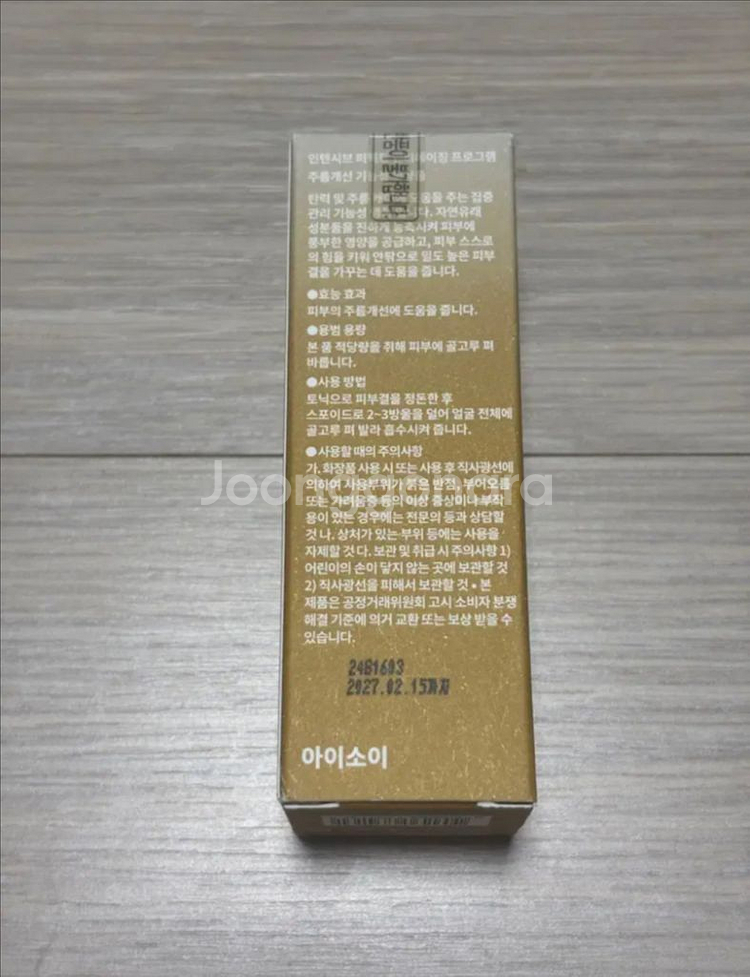 인텐시브 프로그램
주름개선
탄력 및 주름 주는 집중
관리 기능성 자연유래
성분들을 진하게 농축시켜 피부에
풍부한 영양을 공급하고, 피부 스스로
의 힘을 키워 안팎으로 밀도 높은 피부
결을 가꾸는 데 도움을 줍니다.
●효능 효과
피부의 주름개선에 도움을 줍니다.
●용법 용량
본 품 적당량을 취해 피부에 골고루 펴
바릅니다.
●사용 방법
토닉으로 피부결을 정돈한 후
스포이드로 2~3방울을 덜어 얼굴 전체에
골고루 펴 발라 흡수시켜 줍니다.
●사용할 때의 주의사항
가. 화장품 사용 시 또는 사용 후 직사광선에
의하여 사용부위가 붉은 반점, 부어오름
또는 가려움증 등의 이상 증상이나 부작
용이 있는 경우에는 전문의 등과 상담할
것 나. 상처가 있는 부위 등에는 사용을
자제할 것 다. 보관 및 취급 시 주의사항 1)
어린이의 손이 닿지 않는 곳에 보관할 것
2) 직사광선을 피해서 보관할 것 • 본
제품은 공정거래위원회 고시 소비자 분쟁
해결 기준에 의거 교환 또는 보상 받을 수
있습니다.
24B1603
2027.02.15까지
아이소이
Joongonara